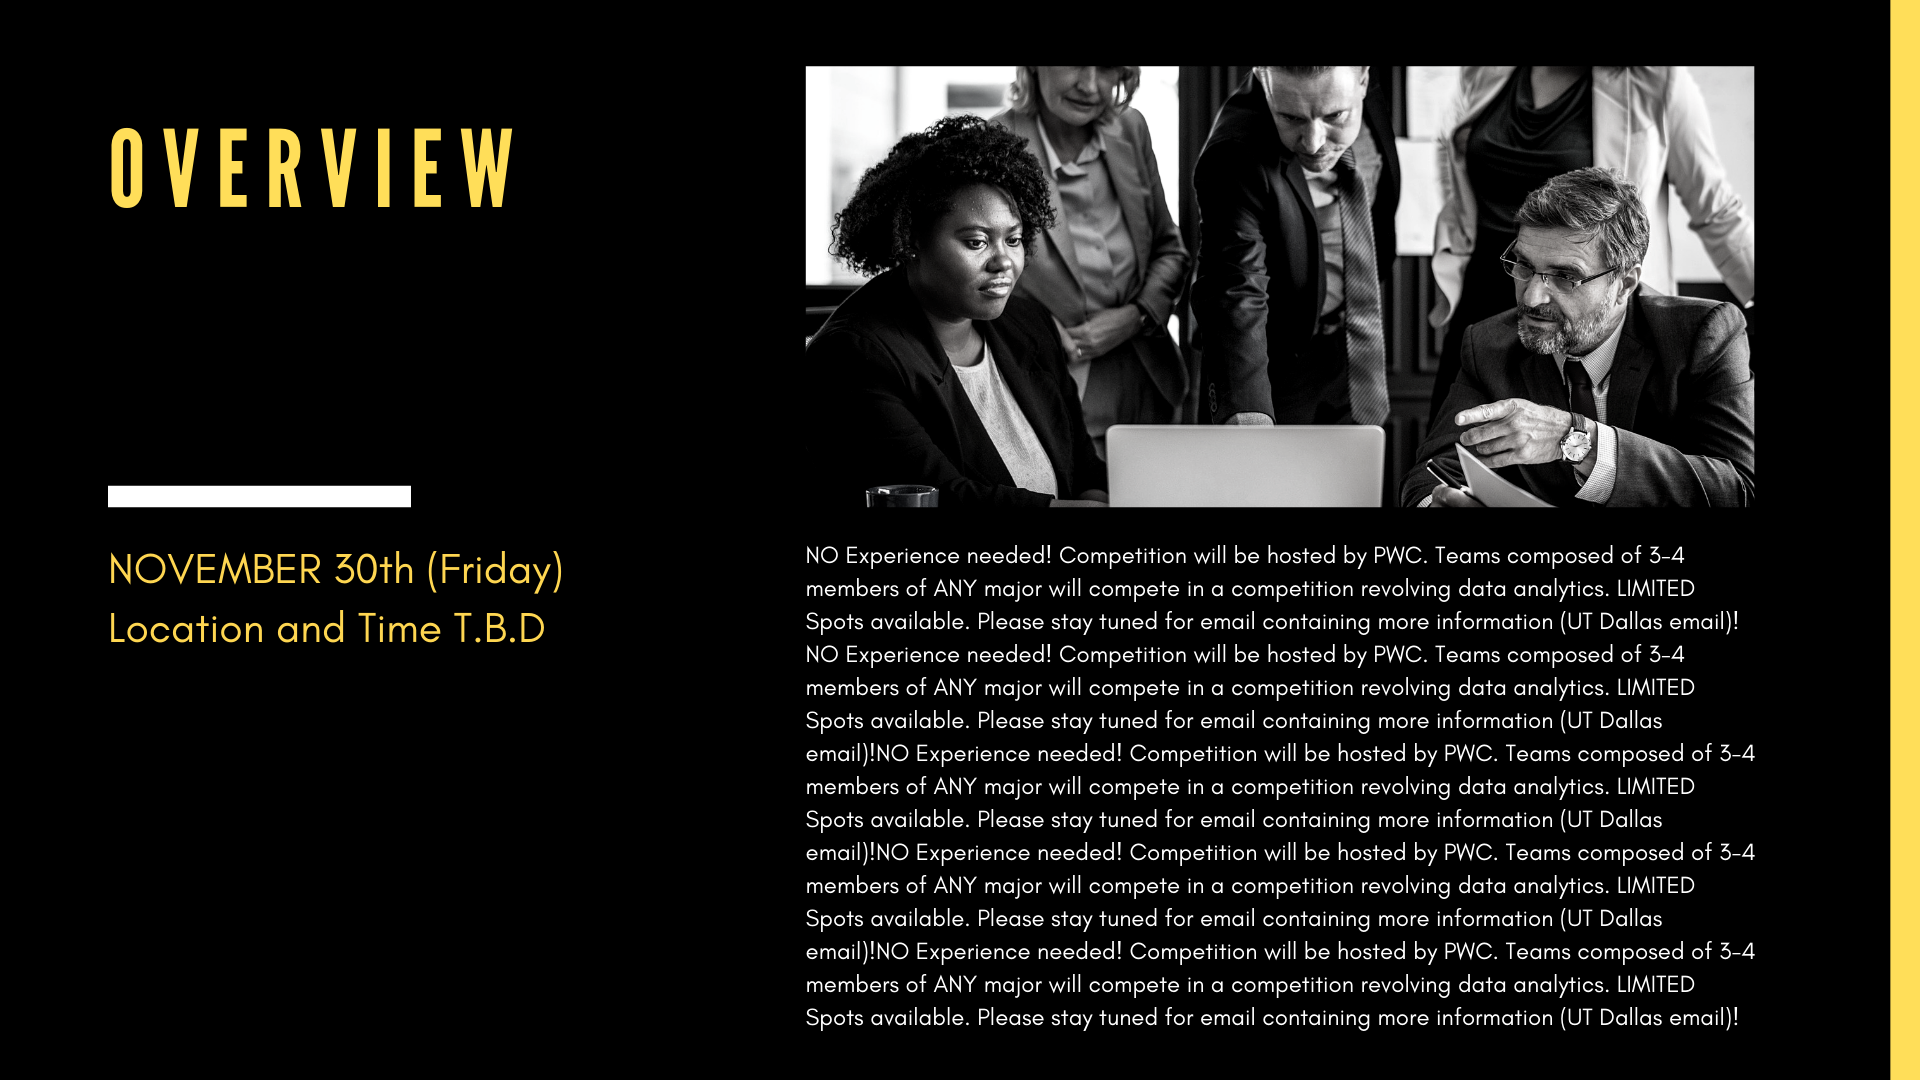 OVERVIEW
NOVEMBER 30th (Friday)
Location and Time T.B.D
NO Experience needed! Competition will be hosted by PWC. Teams composed of 3-4
members of ANY major will compete in a competition revolving data analytics. LIMITED
Spots available. Please stay tuned for email containing more information (UT Dallas email)!
NO Experience needed! Competition will be hosted by PWC. Teams composed of 3-4
members of ANY major will compete in a competition revolving data analytics. LIMITED
Spots available. Please stay tuned for email containing more information (UT Dallas
email)!NO Experience needed! Competition will be hosted by PWC. Teams composed of 3-4
members of ANY major will compete in a competition revolving data analytics. LIMITED
Spots available. Please stay tuned for email containing more information (UT Dallas
email)!NO Experience needed! Competition will be hosted by PWC. Teams composed of 3-4
members of ANY major will compete in a competition revolving data analytics. LIMITED
Spots available. Please stay tuned for email containing more information (UT Dallas
email)!NO Experience needed! Competition will be hosted by PWC. Teams composed of 3-4
members of ANY major will compete in a competition revolving data analytics. LIMITED
Spots available. Please stay tuned for email containing more information (UT Dallas email)!